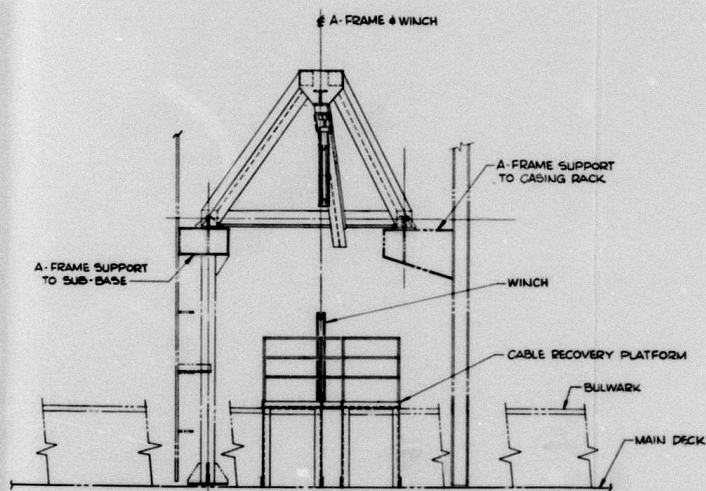 ℄ A-FRAME & WINCH
A-FRAME SUPPORT
TO CASING RACK
A-FRAME SUPPORT
TO SUB-BASE
WINCH
CABLE RECOVERY PLATFORM
BULWARK
MAIN DECK